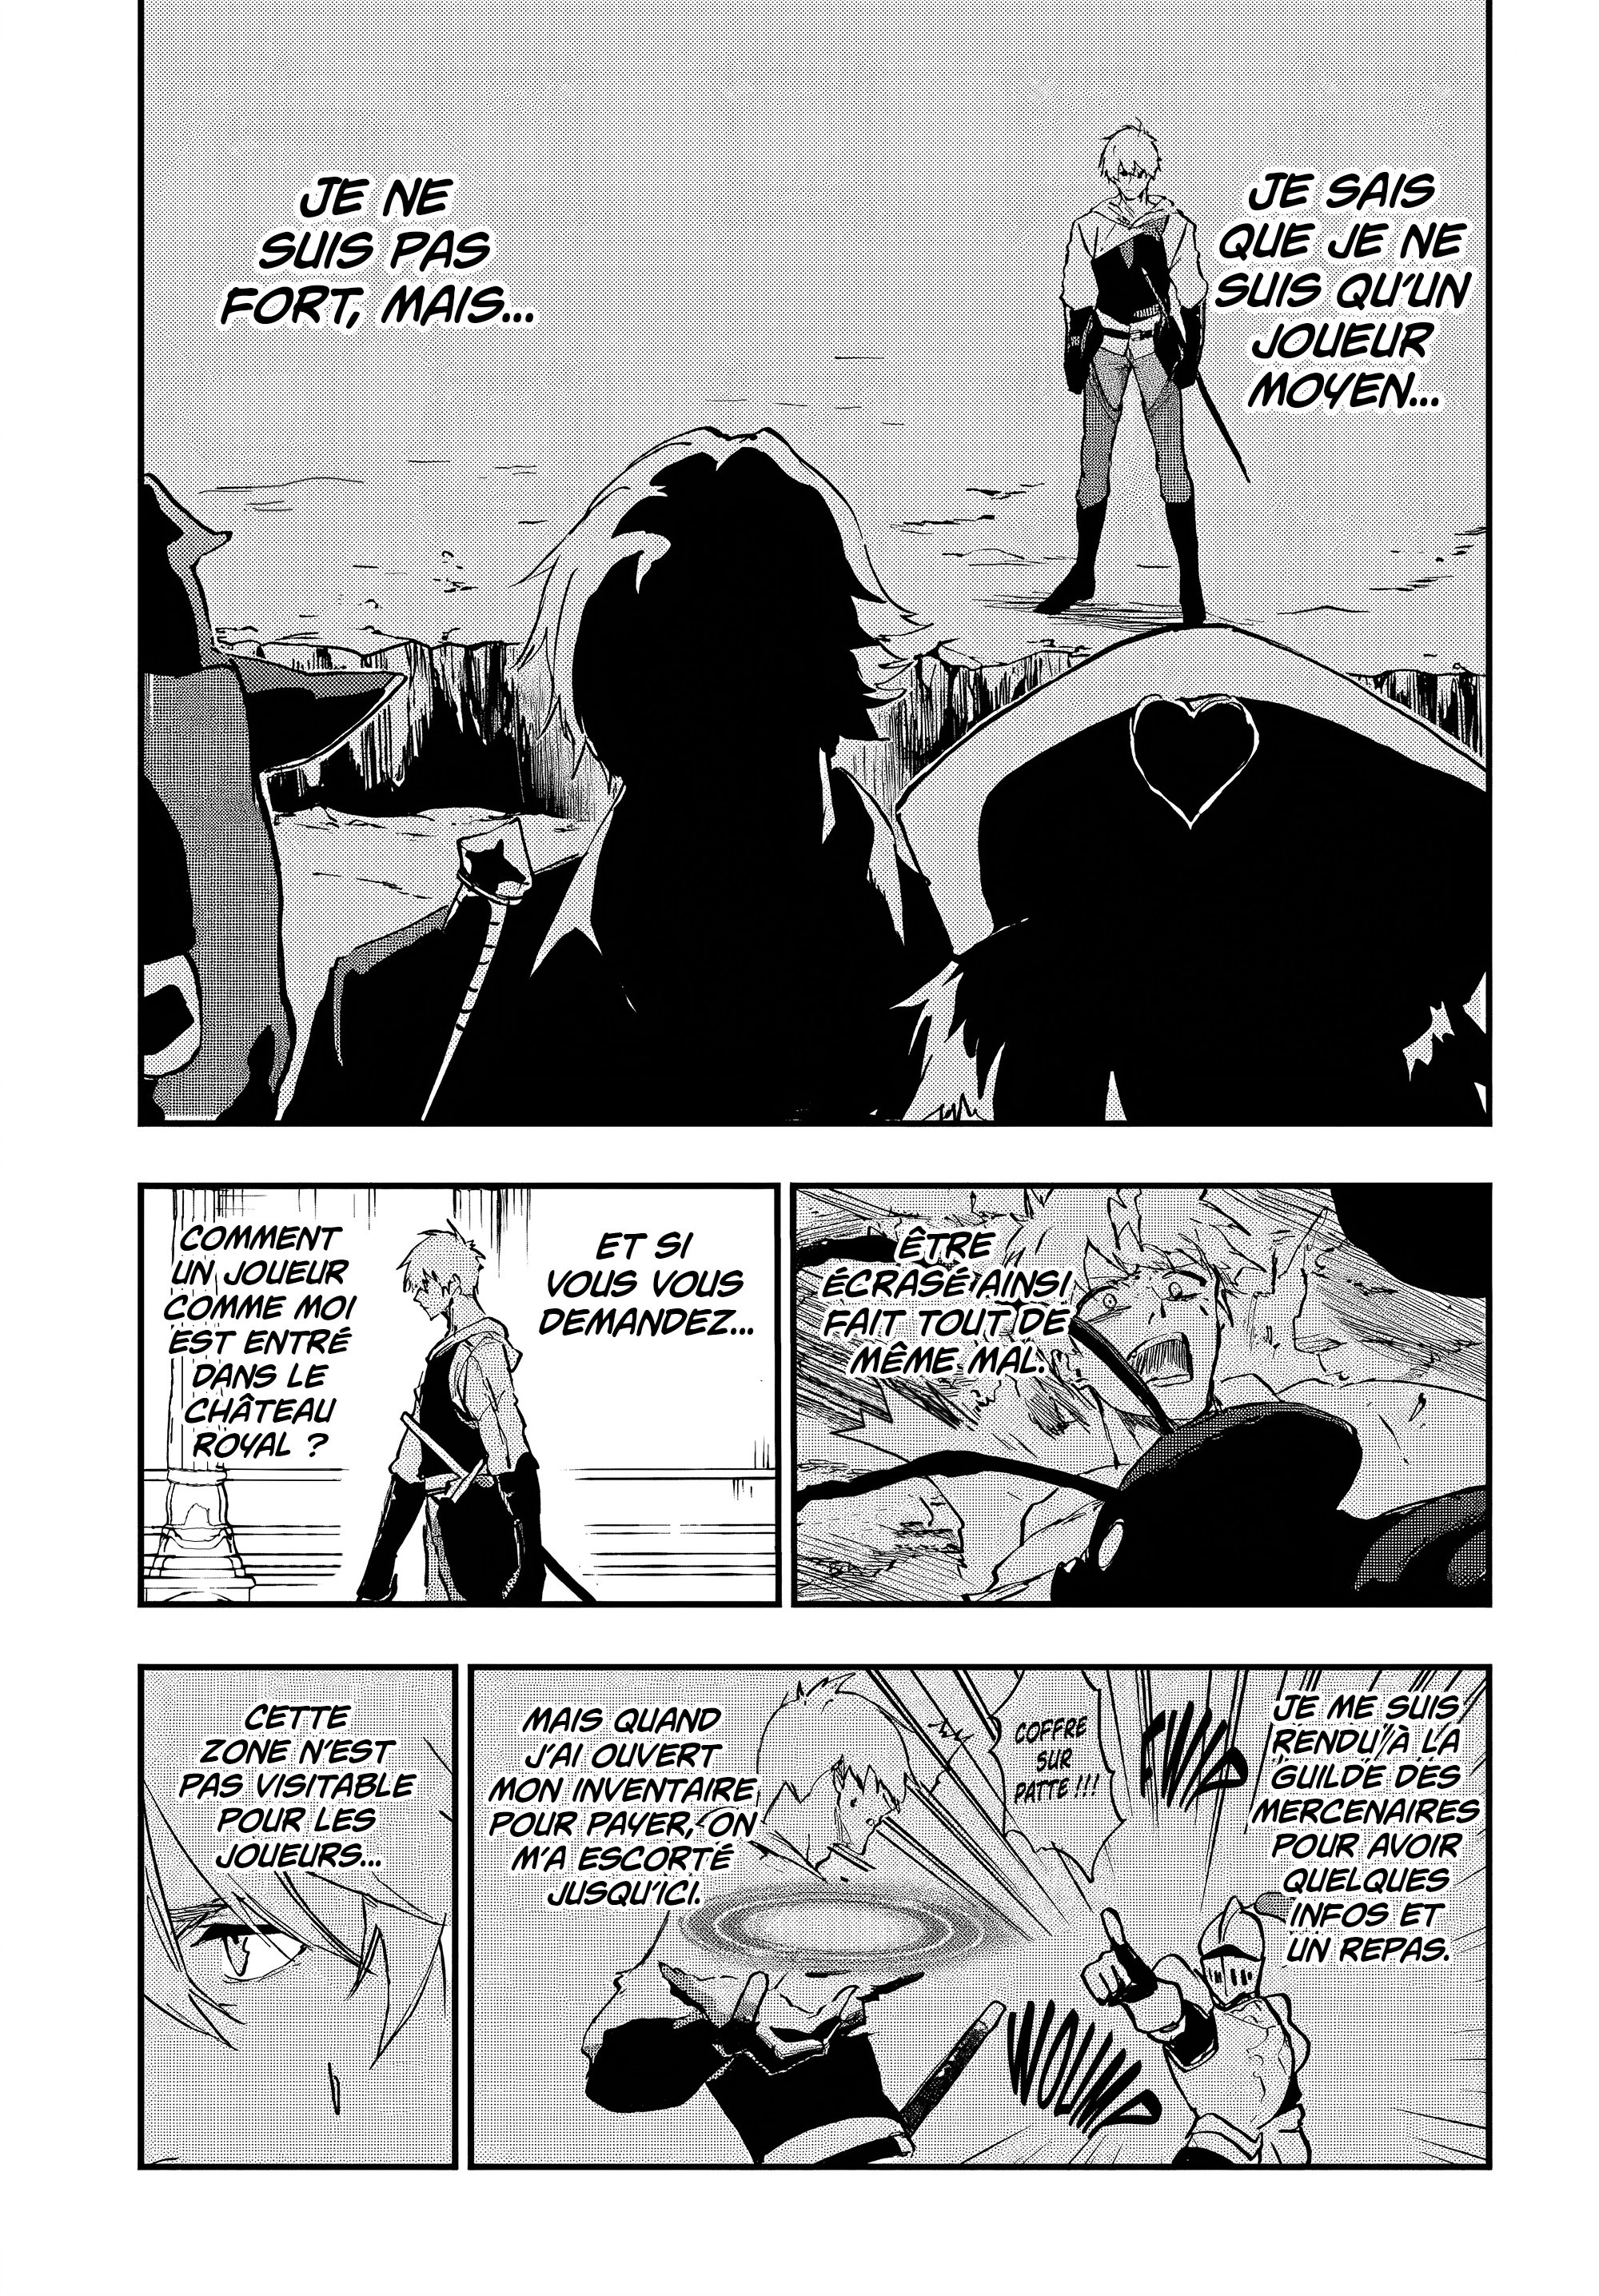 JE SAIS
QUE JE NE
SUIS QU'UN
JOUEUR
MOYEN...
JE NE
SUIS PAS
FORT, MAIS...
ÊTRE
ÉCRASÉ AINSI
FAIT TOUT DE
MÊME MAL.
ET SI
VOUS VOUS
DEMANDEZ...
COMMENT
UN JOUEUR
COMME MOI
EST ENTRÉ
DANS LE
CHÂTEAU
ROYAL ?
JE ME SUIS
RENDU À LA
GUILDE DES
MERCENAIRES
POUR AVOIR
QUELQUES
INFOS ET
UN REPAS.
FWIP
COFFRE
SUR
PATTE !!!
WOUMP
MAIS QUAND
J'AI OUVERT
MON INVENTAIRE
POUR PAYER, ON
M'A ESCORTÉ
JUSQU'ICI.
CETTE
ZONE N'EST
PAS VISITABLE
POUR LES
JOUEURS...